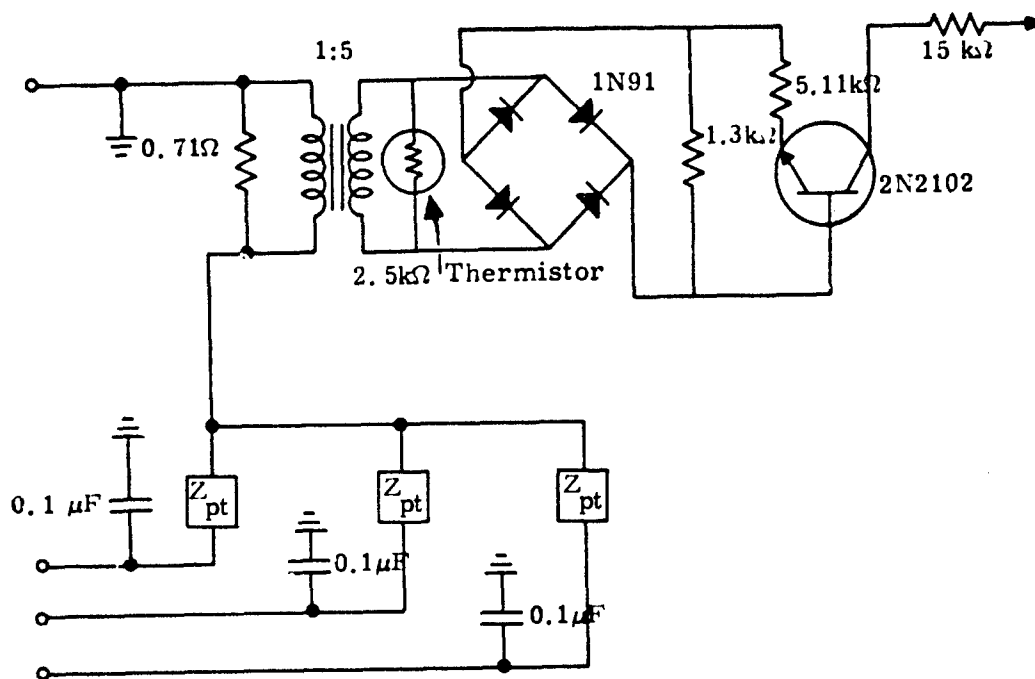 1:5
15 kΩ
1N91
5.11kΩ
0.71Ω
1.3kΩ
2N2102
2.5kΩ
Thermistor
0.1 μF
Z pt
Z pt
Z pt
0.1μF
0.1μF